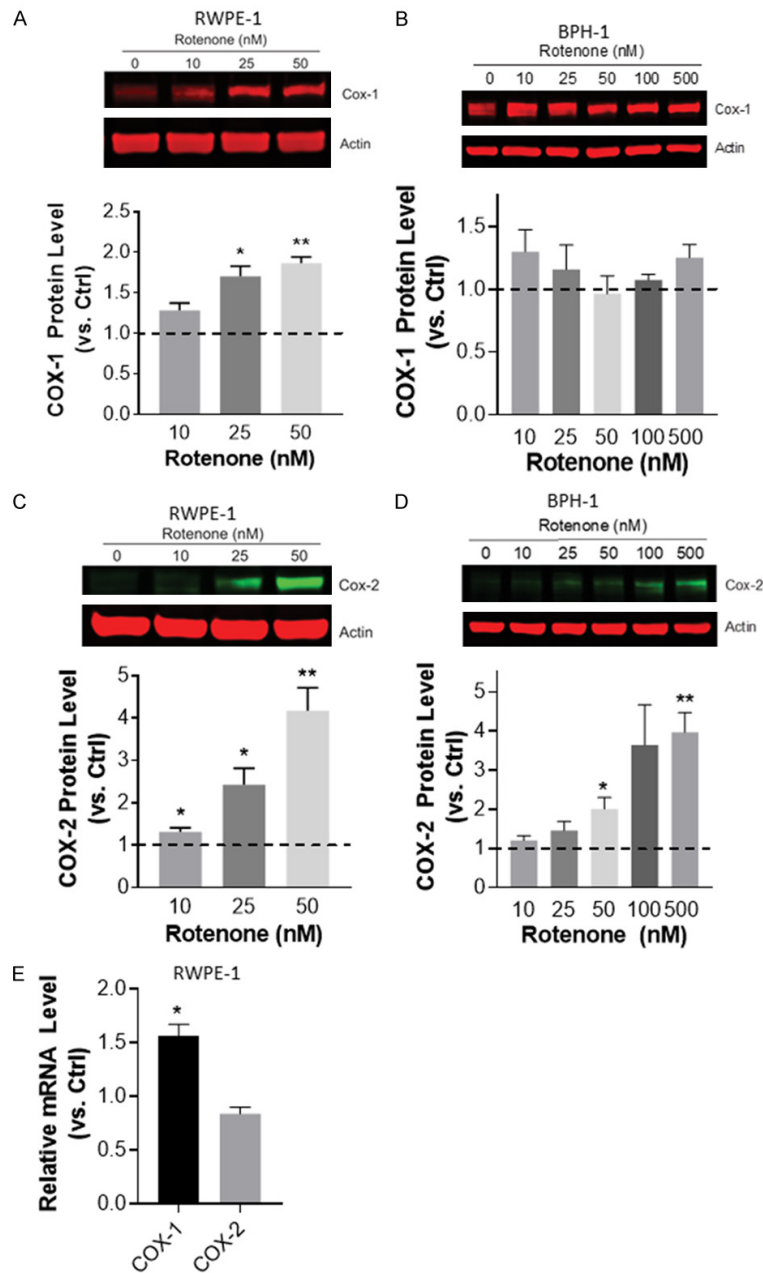 A
RWPE-1
Rotenone (nM)
0 10 25 50
Cox-1
Actin
COX-1 Protein Level
(vs. Ctrl)
2.5
2.0
1.5
1.0
0.5
0.0
* **
10 25 50
Rotenone (nM)
B
BPH-1
Rotenone (nM)
0 10 25 50 100 500
Cox-1
Actin
COX-1 Protein Level
(vs. Ctrl)
1.5
1.0
0.5
0.0
10 25 50 100 500
Rotenone (nM)
C
RWPE-1
Rotenone (nM)
0 10 25 50
Cox-2
Actin
COX-2 Protein Level
(vs. Ctrl)
5
4
3
2
1
0
* * **
10 25 50
Rotenone (nM)
D
BPH-1
Rotenone (nM)
0 10 25 50 100 500
Cox-2
Actin
COX-2 Protein Level
(vs. Ctrl)
5
4
3
2
1
0
* **
10 25 50 100 500
Rotenone (nM)
E
RWPE-1
Relative mRNA Level
(vs. Ctrl)
2.0
1.5
1.0
0.5
0.0
*
COX-1
COX-2